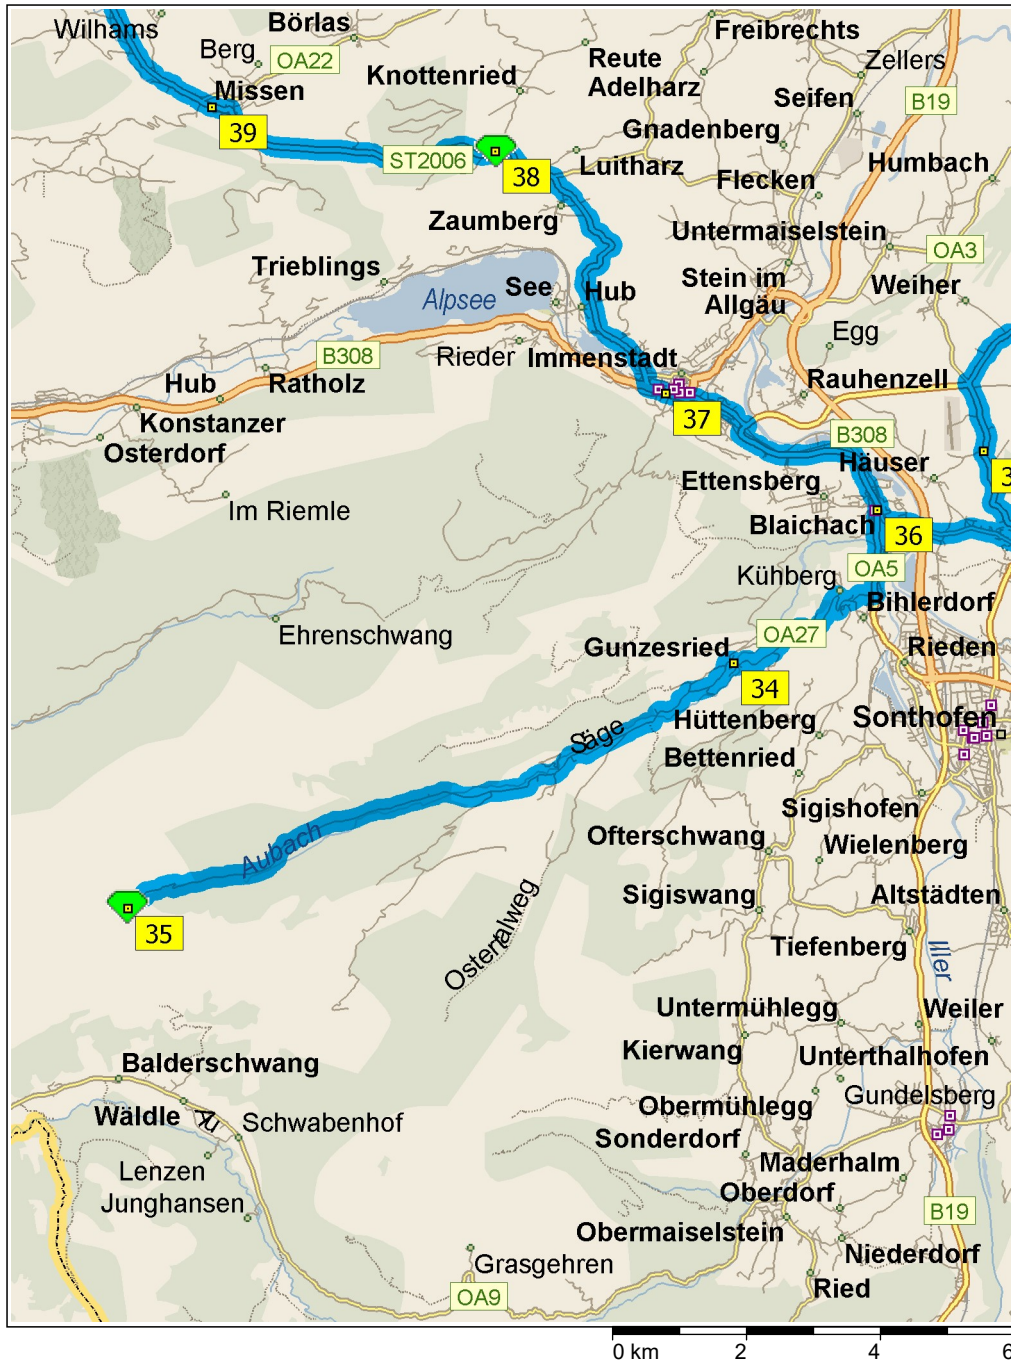 Wilhams
Börlas
Freibrechts
Berg
OA22
Reute
Zellers
Knottenried
Adelharz
Missen
Seifen
B19
39
Gnadenberg
ST2006
38
Luitharz
Humbach
Flecken
Zaumberg
Untermaiselstein
OA3
Trieblings
Stein im
Allgäu
Weiher
Alpsee
See
Hub
Egg
B308
Rieder
Immenstadt
Hub
Ratholz
Rauhenzell
Konstanzer
37
Osterdorf
B308
Häuser
Ettensberg
3
Im Riemle
Blaichach
36
OA5
Kühberg
Bihlerdorf
Ehrenschwang
OA27
Gunzesried
Rieden
34
Hüttenberg
Sonthofen
Säge
Bettenried
Sigishofen
Aubach
Ofterschwang
Wielenberg
Sigiswang
Altstädten
35
Ostertalweg
Tiefenberg
Iller
Untermühlegg
Weiler
Kierwang
Unterthalhofen
Balderschwang
Gundelsberg
Wäldle
Obermühlegg
Schwabenhof
Sonderdorf
Lenzen
Maderhalm
Junghansen
Oberdorf
B19
Obermaiselstein
Niederdorf
Grasgehren
Ried
OA9
0 km 2 4 6